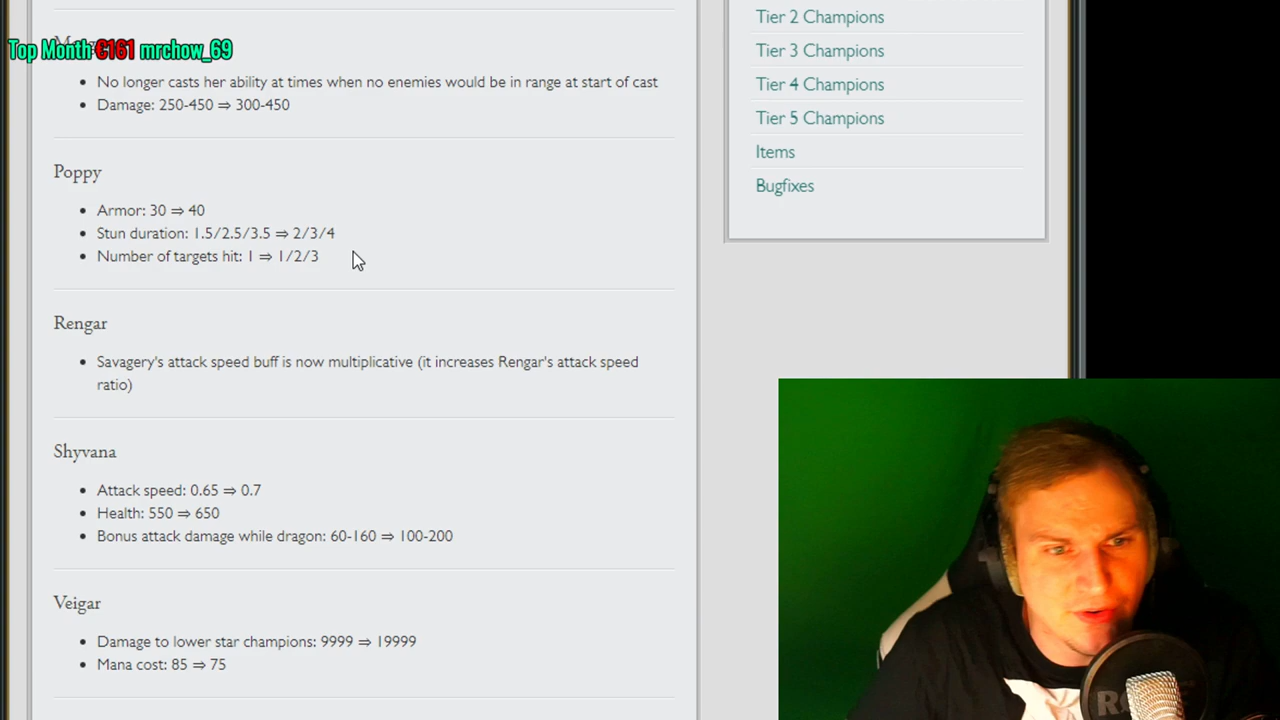 Top Month €161 mrchow_69
• No longer casts her ability at times when no enemies would be in range at start of cast
• Damage: 250-450 ⇒ 300-450
Poppy
• Armor: 30 ⇒ 40
• Stun duration: 1.5/2.5/3.5 ⇒ 2/3/4
• Number of targets hit: 1 ⇒ 1/2/3
Rengar
• Savagery's attack speed buff is now multiplicative (it increases Rengar's attack speed
ratio)
Shyvana
• Attack speed: 0.65 ⇒ 0.7
• Health: 550 ⇒ 650
• Bonus attack damage while dragon: 60-160 ⇒ 100-200
Veigar
• Damage to lower star champions: 9999 ⇒ 19999
• Mana cost: 85 ⇒ 75
Tier 2 Champions
Tier 3 Champions
Tier 4 Champions
Tier 5 Champions
Items
Bugfixes